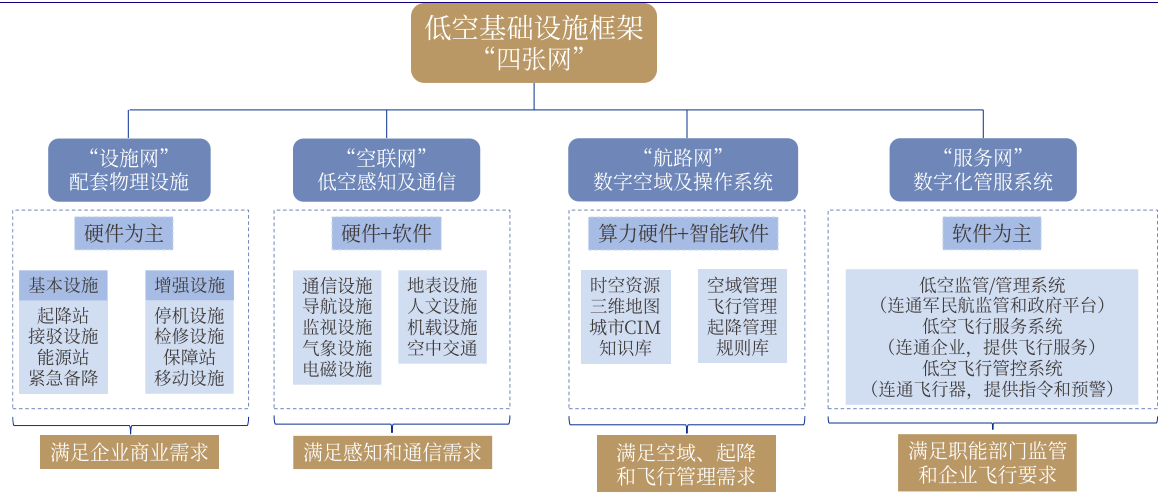 低空基础设施框架
“四张网”
“设施网”
配套物理设施
硬件为主
基本设施
起降站
接驳设施
能源站
紧急备降
增强设施
停机设施
检修设施
保障站
移动设施
满足企业商业需求
“空联网”
低空感知及通信
硬件+软件
通信设施
导航设施
监视设施
气象设施
电磁设施
地表设施
人文设施
机载设施
空中交通
满足感知和通信需求
“航路网”
数字空域及操作系统
算力硬件+智能软件
时空资源
三维地图
城市CIM
知识库
空域管理
飞行管理
起降管理
规则库
满足空域、起降
和飞行管理需求
“服务网”
数字化管服系统
软件为主
低空监管/管理系统
（连通军民航监管和政府平台）
低空飞行服务系统
（连通企业，提供飞行服务）
低空飞行管控系统
（连通飞行器，提供指令和预警）
满足职能部门监管
和企业飞行要求